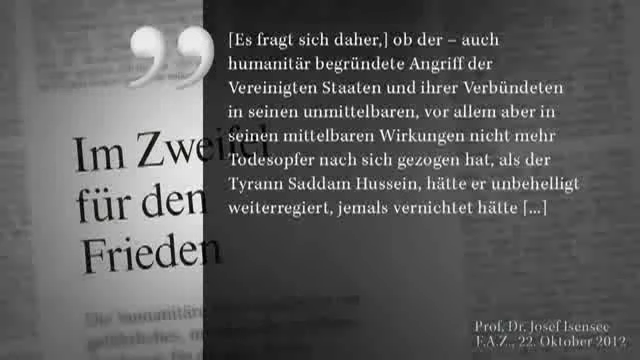 [Es fragt sich daher,] ob der – auch
humanitär begründete Angriff der
Vereinigten Staaten und ihrer Verbündeten
in seinen unmittelbaren, vor allem aber in
seinen mittelbaren Wirkungen nicht mehr
Todesopfer nach sich gezogen hat, als der
Tyrann Saddam Hussein, hätte er unbehelligt
weiterregiert, jemals vernichtet hätte [...]
Im Zweifel
für den
Frieden
Die humanitäre
Prof. Dr. Josef Isensee
F.A.Z., 22. Oktober 2012